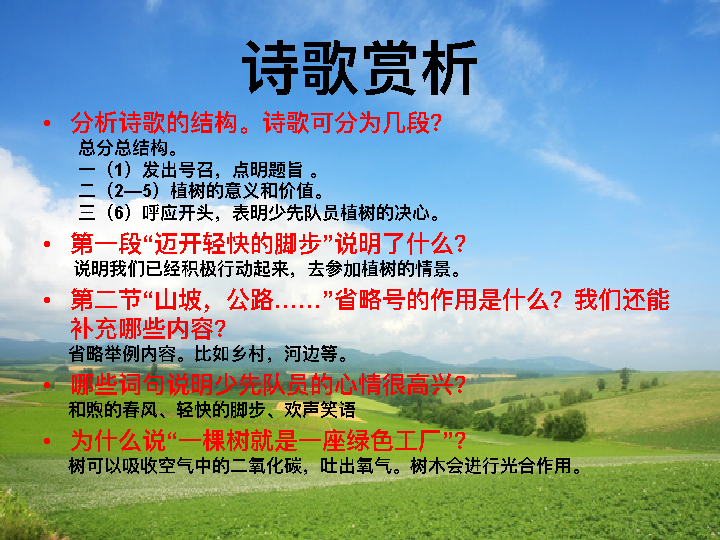 诗歌赏析
• 分析诗歌的结构。诗歌可分为几段？
总分总结构。
一（1）发出号召，点明题旨 。
二（2—5）植树的意义和价值。
三（6）呼应开头，表明少先队员植树的决心。
• 第一段“迈开轻快的脚步”说明了什么？
说明我们已经积极行动起来，去参加植树的情景。
• 第二节“山坡，公路……”省略号的作用是什么？我们还能
补充哪些内容？
省略举例内容。比如乡村，河边等。
• 哪些词句说明少先队员的心情很高兴？
和煦的春风、轻快的脚步、欢声笑语
• 为什么说“一棵树就是一座绿色工厂”？
树可以吸收空气中的二氧化碳，吐出氧气。树木会进行光合作用。